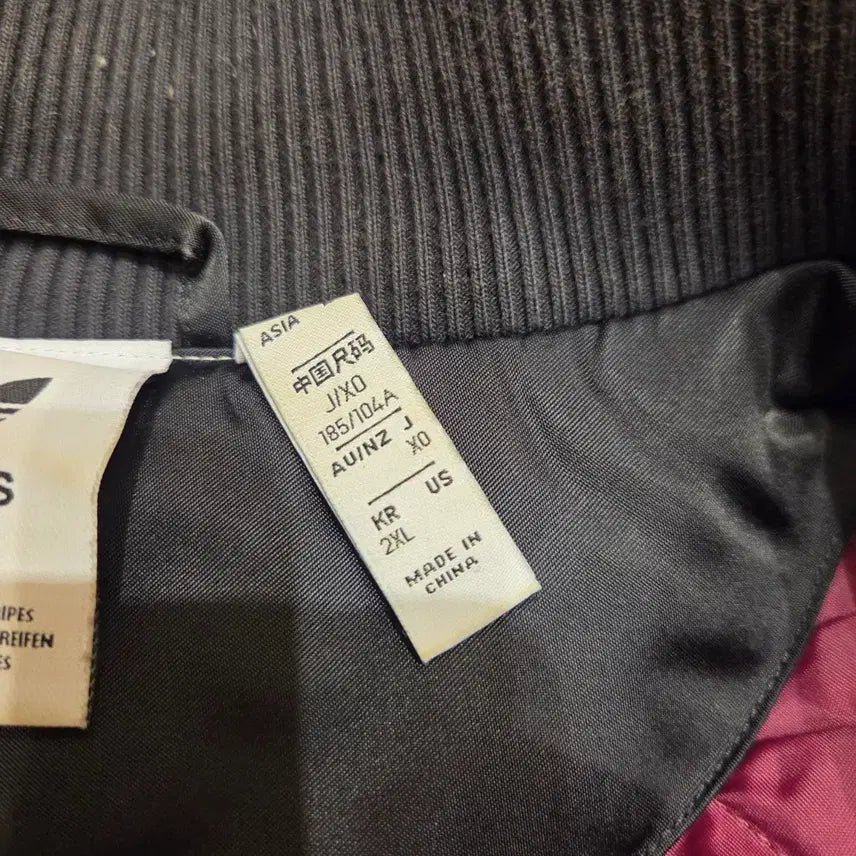 ASIA
中国尺码
J/XO
185/104A
AU/NZ J
XO
US
KR
2XL
MADE IN
CHINA
S
IPES
REIFEN
ES